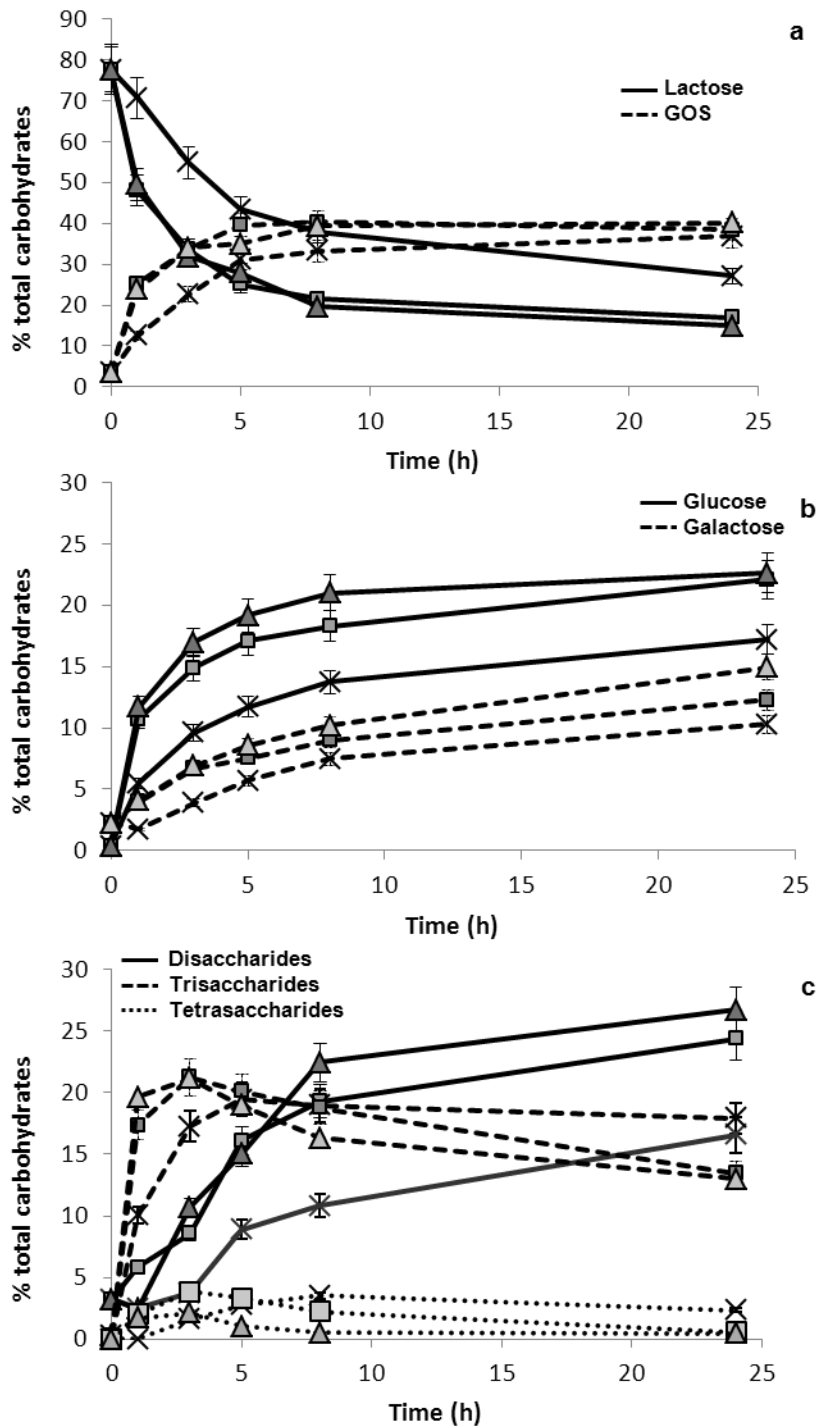 a
90
80
70
60
50
40
30
20
10
0
% total carbohydrates
Lactose
GOS
0 5 10 15 20 25
Time (h)
b
30
25
20
15
10
5
0
% total carbohydrates
Glucose
Galactose
0 5 10 15 20 25
Time (h)
c
Disaccharides
Trisaccharides
Tetrasaccharides
30
25
20
15
10
5
0
% total carbohydrates
0 5 10 15 20 25
Time (h)